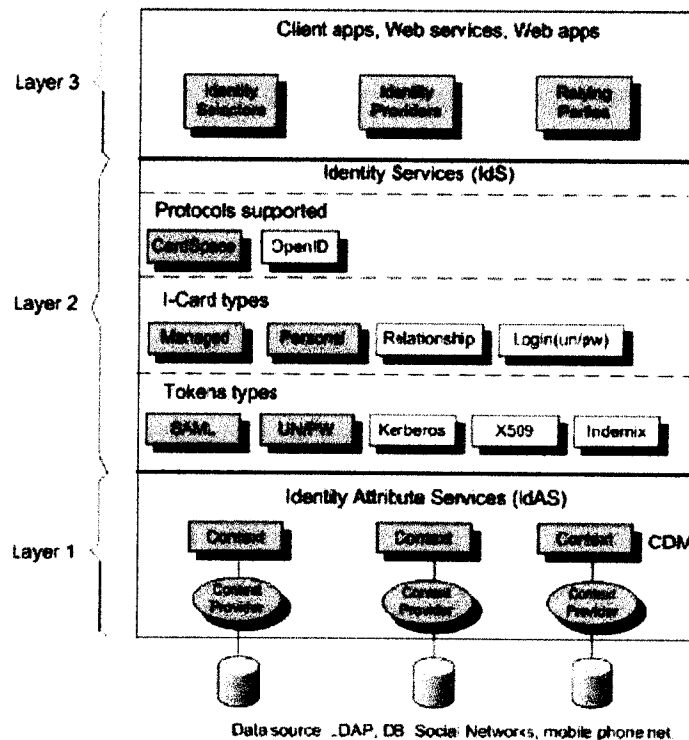 Client apps, Web services, Web apps
Layer 3
Identity
Selectors
Identity
Providers
Relying
Parties
Identity Services (IdS)
Protocols supported
CardSpace
OpenID
Layer 2
I-Card types
Managed
Personal
Relationship
Login(un/pw)
Tokens types
SAML
UN/PW
Kerberos
X509
Indemix
Identity Attribute Services (IdAS)
Layer 1
Context
Context
Context
CDM
Context
Provider
Context
Provider
Context
Provider
Data source LDAP, DB Social Networks, mobile phone net